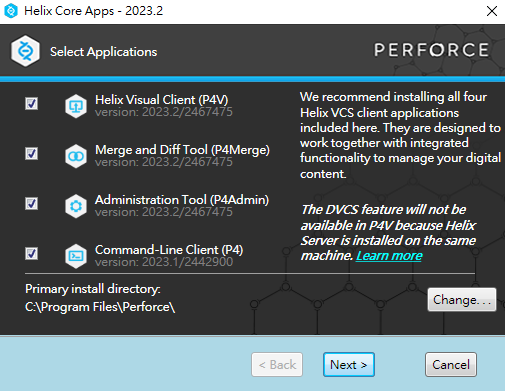 Helix Core Apps - 2023.2
Select Applications
PERFORCE
Helix Visual Client (P4V)
version: 2023.2/2467475
Merge and Diff Tool (P4Merge)
version: 2023.2/2467475
Administration Tool (P4Admin)
version: 2023.2/2467475
Command-Line Client (P4)
version: 2023.1/2442900
We recommend installing all four
Helix VCS client applications
included here. They are designed to
work together with integrated
functionality to manage your digital
content.
The DVCS feature will not be
available in P4V because Helix
Server is installed on the same
machine. Learn more
Primary install directory:
C:\Program Files\Perforce\
Change...
< Back
Next >
Cancel